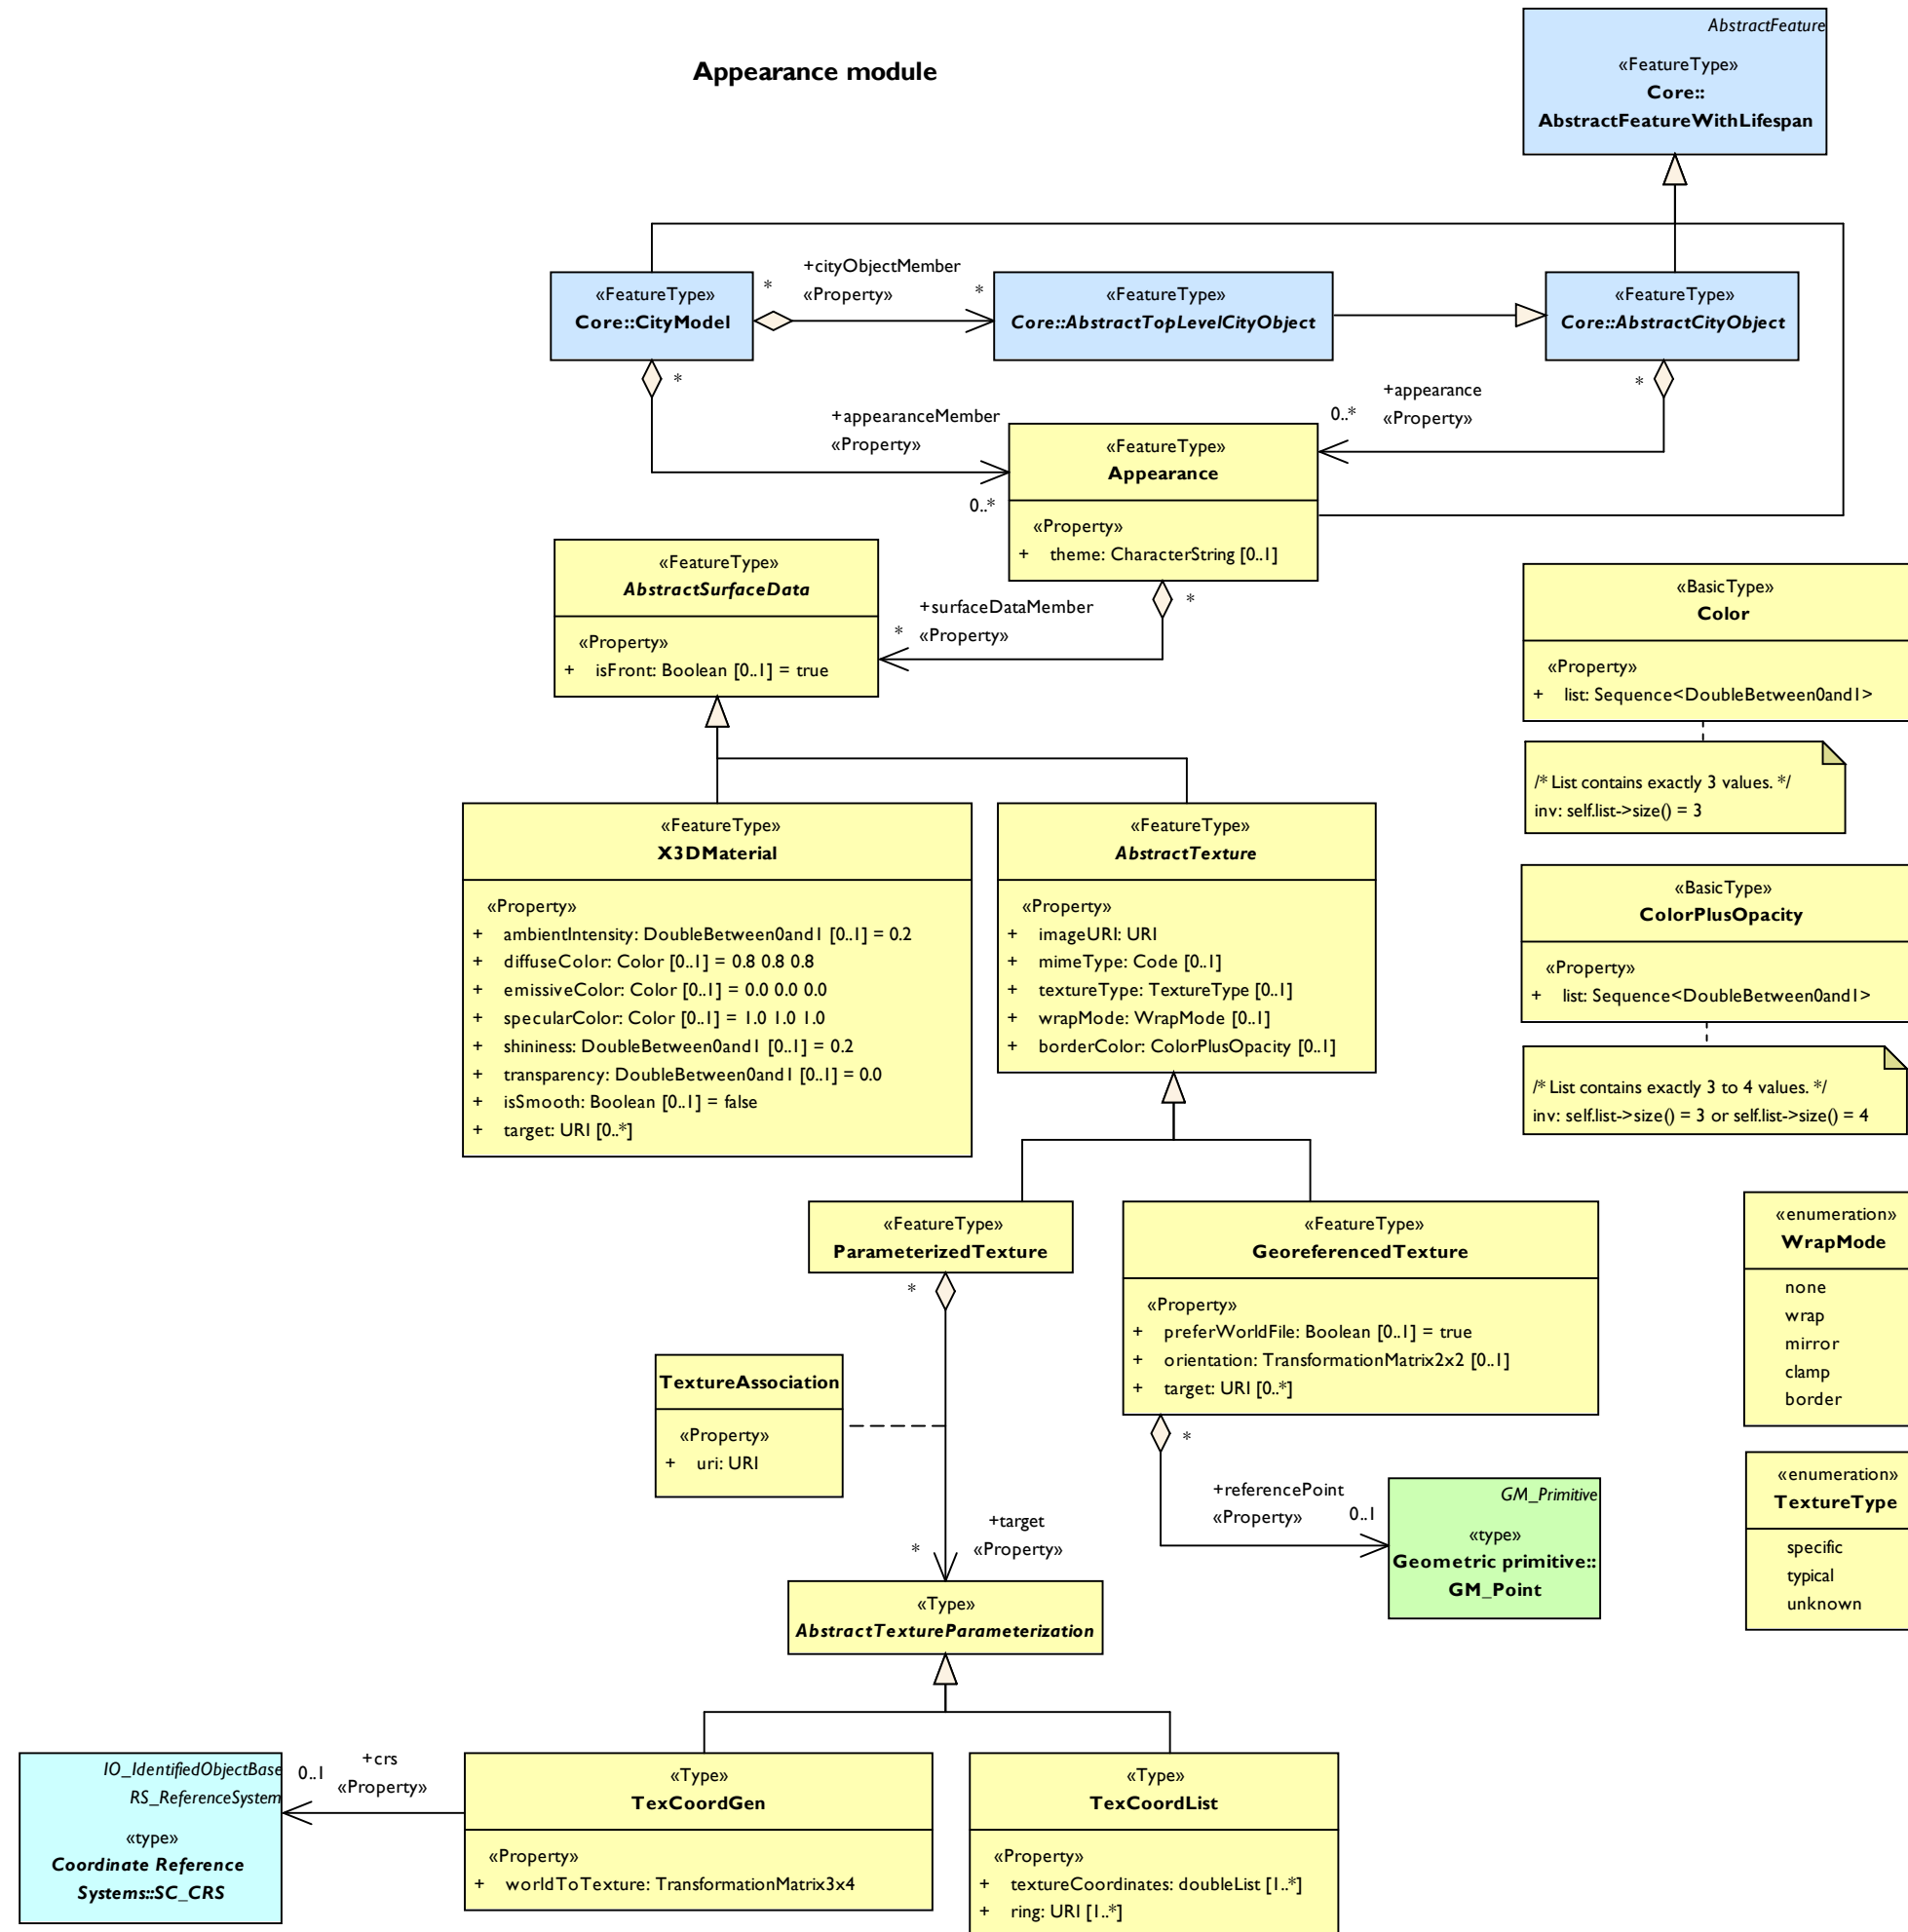 Appearance module
AbstractFeature
«FeatureType»
Core::
AbstractFeatureWithLifespan
«FeatureType»
Core::CityModel
*
+cityObjectMember
«Property»
*
«FeatureType»
Core::AbstractTopLevelCityObject
«FeatureType»
Core::AbstractCityObject
*
+appearanceMember
«Property»
0..*
*
+appearance
«Property»
0..*
«FeatureType»
Appearance
«Property»
+ theme: CharacterString [0..1]
*
+surfaceDataMember
«Property»
*
«FeatureType»
AbstractSurfaceData
«Property»
+ isFront: Boolean [0..1] = true
«BasicType»
Color
«Property»
+ list: Sequence<DoubleBetween0and1>
/* List contains exactly 3 values. */
inv: self.list->size() = 3
«FeatureType»
X3DMaterial
«Property»
+ ambientIntensity: DoubleBetween0and1 [0..1] = 0.2
+ diffuseColor: Color [0..1] = 0.8 0.8 0.8
+ emissiveColor: Color [0..1] = 0.0 0.0 0.0
+ specularColor: Color [0..1] = 1.0 1.0 1.0
+ shininess: DoubleBetween0and1 [0..1] = 0.2
+ transparency: DoubleBetween0and1 [0..1] = 0.0
+ isSmooth: Boolean [0..1] = false
+ target: URI [0..*]
«FeatureType»
AbstractTexture
«Property»
+ imageURI: URI
+ mimeType: Code [0..1]
+ textureType: TextureType [0..1]
+ wrapMode: WrapMode [0..1]
+ borderColor: ColorPlusOpacity [0..1]
«BasicType»
ColorPlusOpacity
«Property»
+ list: Sequence<DoubleBetween0and1>
/* List contains exactly 3 to 4 values. */
inv: self.list->size() = 3 or self.list->size() = 4
«FeatureType»
ParameterizedTexture
*
«FeatureType»
GeoreferencedTexture
«Property»
+ preferWorldFile: Boolean [0..1] = true
+ orientation: TransformationMatrix2x2 [0..1]
+ target: URI [0..*]
*
«enumeration»
WrapMode
none
wrap
mirror
clamp
border
TextureAssociation
«Property»
+ uri: URI
+referencePoint
«Property»
0..1
GM_Primitive
«type»
Geometric primitive::
GM_Point
«enumeration»
TextureType
specific
typical
unknown
+target
«Property»
*
«Type»
AbstractTextureParameterization
IO_IdentifiedObjectBase
RS_ReferenceSystem
«type»
Coordinate Reference
Systems::SC_CRS
0..1
+crs
«Property»
«Type»
TexCoordGen
«Property»
+ worldToTexture: TransformationMatrix3x4
«Type»
TexCoordList
«Property»
+ textureCoordinates: doubleList [1..*]
+ ring: URI [1..*]